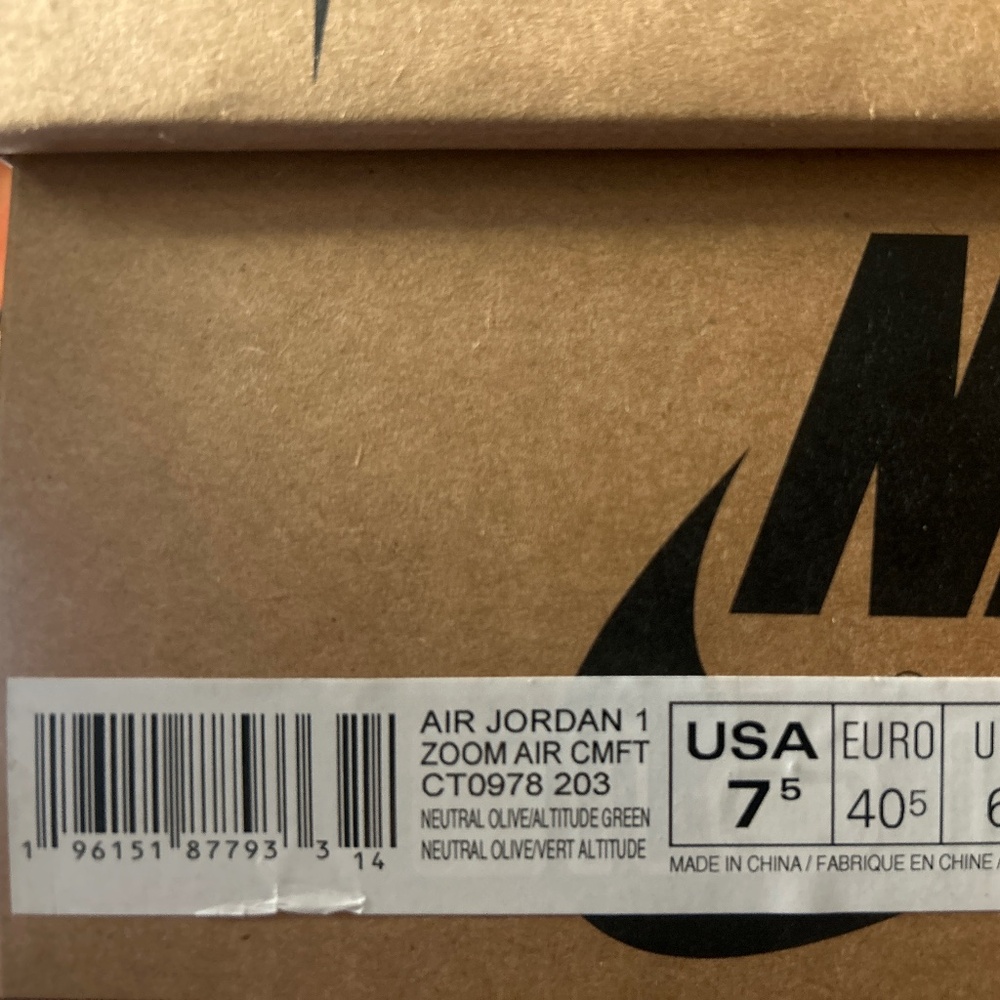 AIR JORDAN 1
ZOOM AIR CMFT
CT0978 203
NEUTRAL OLIVE/ALTITUDE GREEN
NEUTRAL OLIVE/VERT ALTITUDE
1 96151 87793 3
14
USA
7⁵
EURO
40⁵
MADE IN CHINA / FABRIQUE EN CHINE /